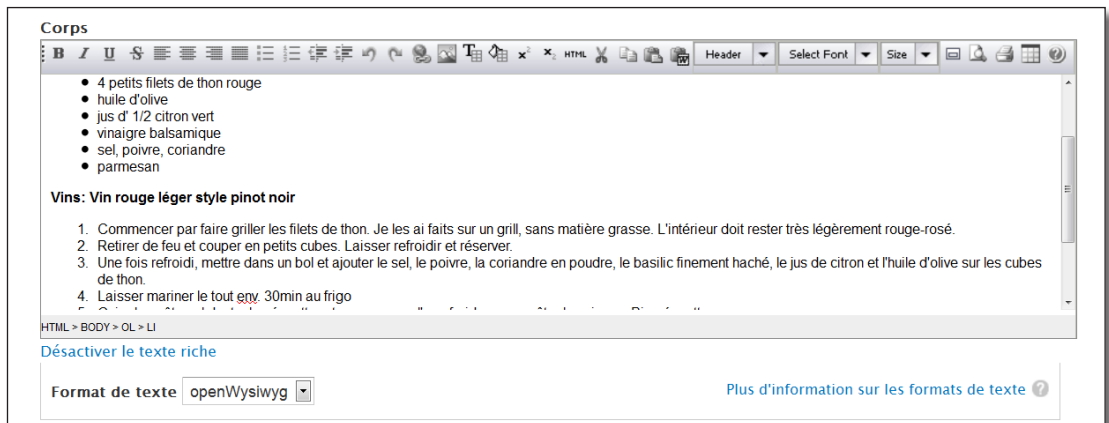 Corps
B I U S HTML Header Select Font Size
4 petits filets de thon rouge
huile d'olive
jus d' 1/2 citron vert
vinaigre balsamique
sel, poivre, coriandre
parmesan
Vins: Vin rouge léger style pinot noir
1. Commencer par faire griller les filets de thon. Je les ai faits sur un grill, sans matière grasse. L'intérieur doit rester très légèrement rouge-rosé.
2. Retirer de feu et couper en petits cubes. Laisser refroidir et réserver.
3. Une fois refroidi, mettre dans un bol et ajouter le sel, le poivre, la coriandre en poudre, le basilic finement haché, le jus de citron et l'huile d'olive sur les cubes
de thon.
4. Laisser mariner le tout env. 30min au frigo
HTML > BODY > OL > LI
Désactiver le texte riche
Format de texte openWysiwyg
Plus d'information sur les formats de texte ?